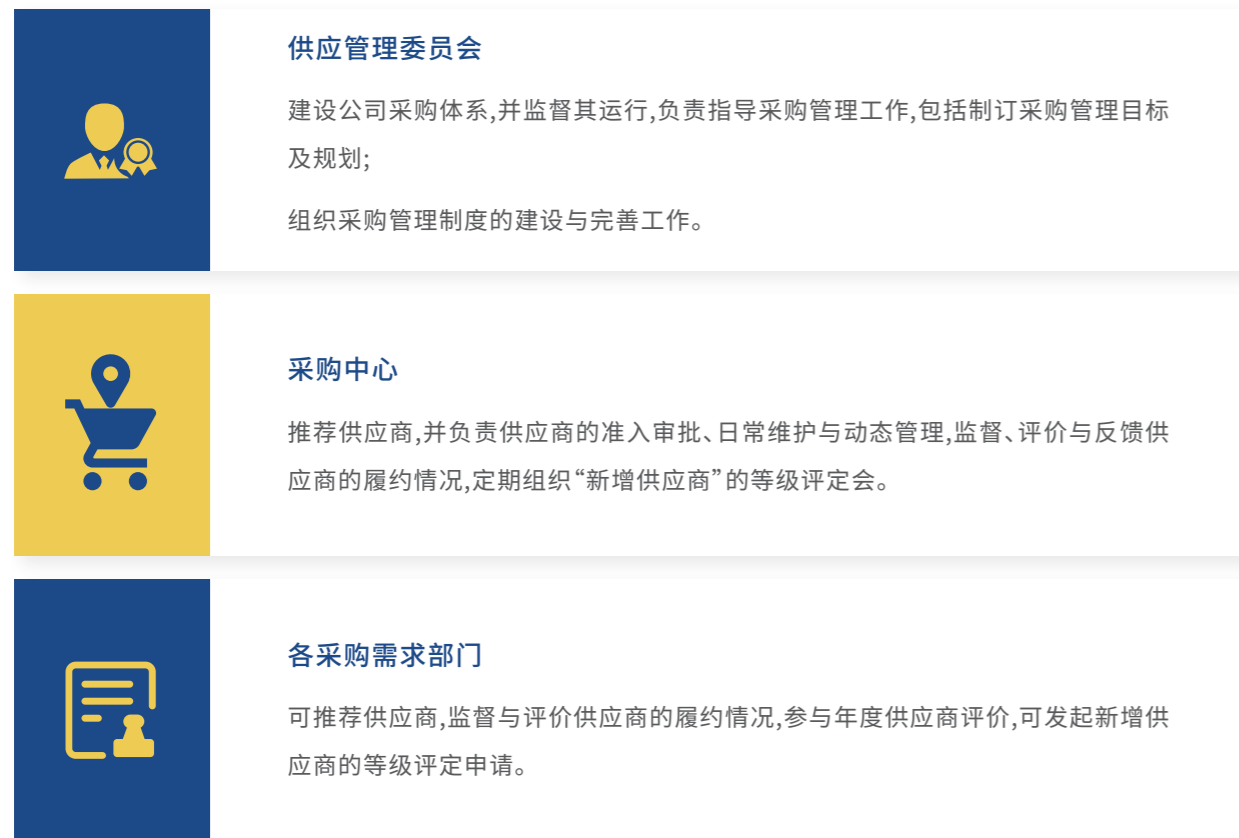 供应管理委员会
建设公司采购体系,并监督其运行,负责指导采购管理工作,包括制订采购管理目标
及规划;
组织采购管理制度的建设与完善工作。
采购中心
推荐供应商,并负责供应商的准入审批、日常维护与动态管理,监督、评价与反馈供
应商的履约情况,定期组织“新增供应商”的等级评定会。
各采购需求部门
可推荐供应商,监督与评价供应商的履约情况,参与年度供应商评价,可发起新增供
应商的等级评定申请。